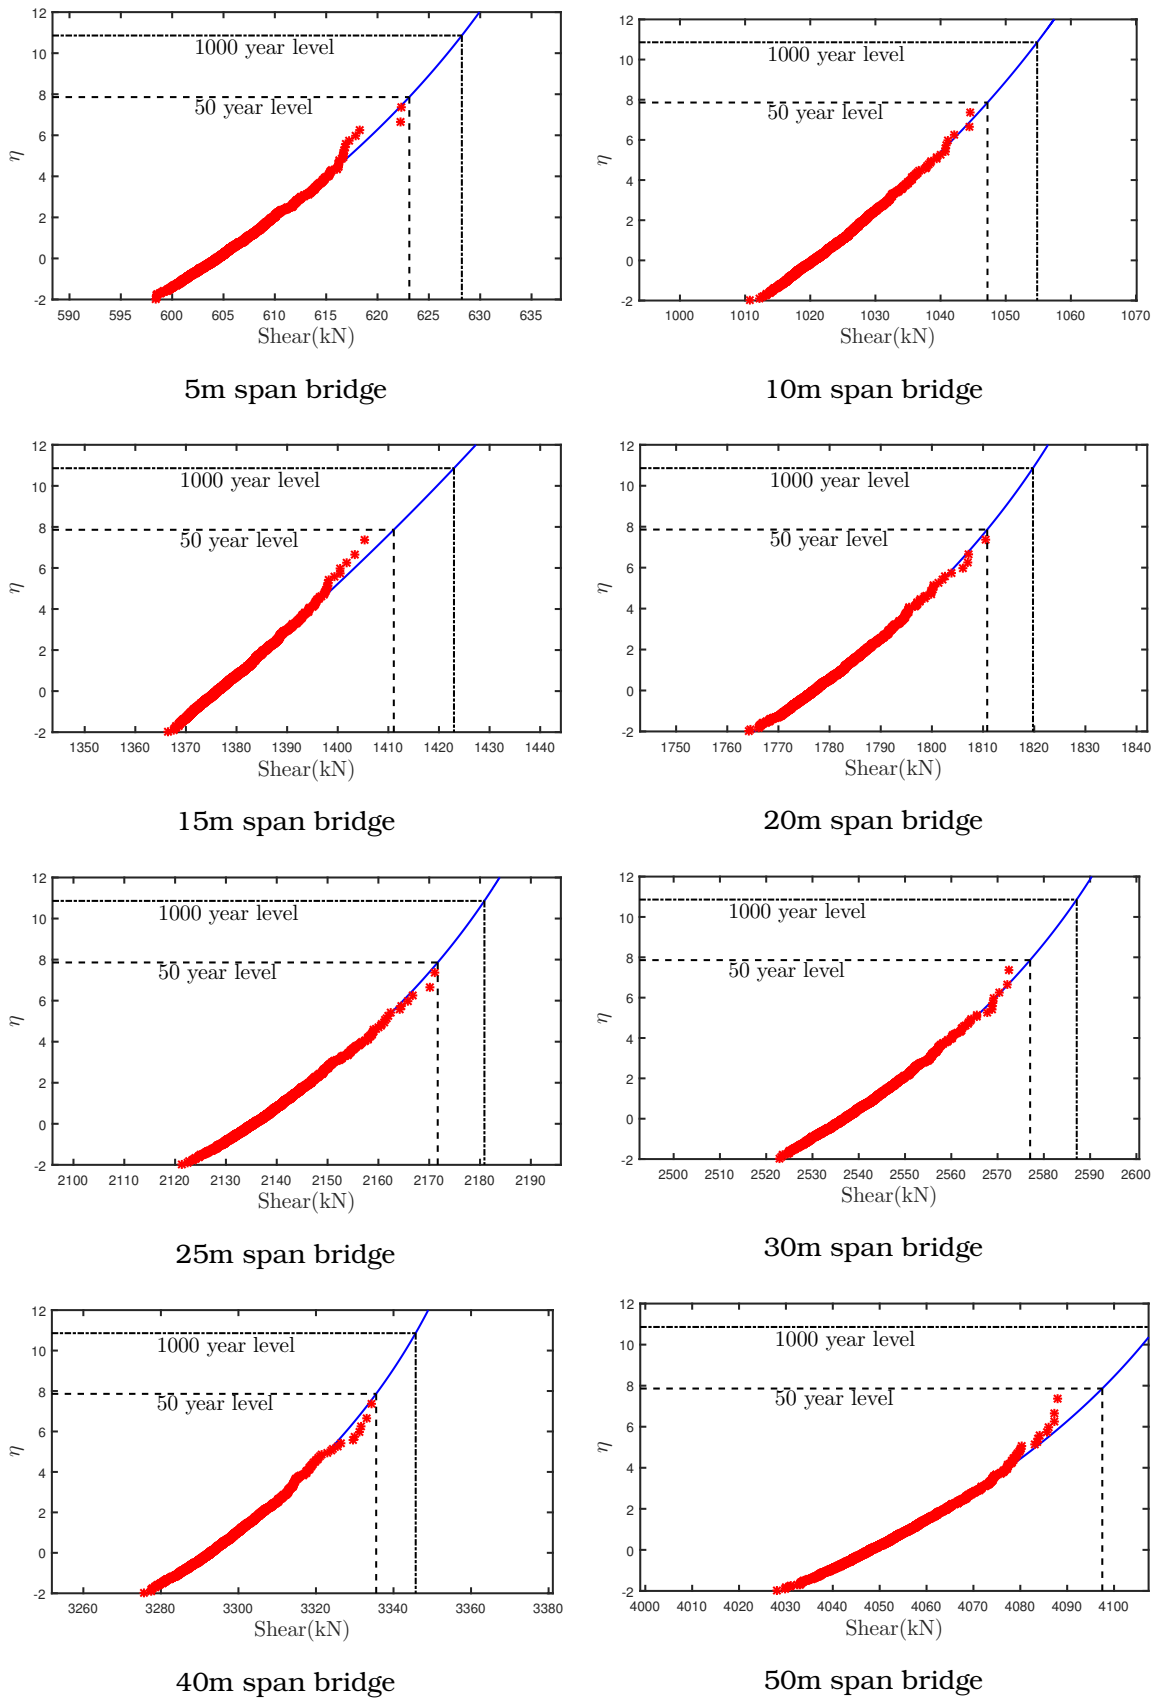 12
10
8
6
4
2
0
-2
η
1000 year level
50 year level
590 595 600 605 610 615 620 625 630 635
Shear(kN)
5m span bridge
12
10
8
6
4
2
0
-2
η
1000 year level
50 year level
1000 1010 1020 1030 1040 1050 1060 1070
Shear(kN)
10m span bridge
12
10
8
6
4
2
0
-2
η
1000 year level
50 year level
1350 1360 1370 1380 1390 1400 1410 1420 1430 1440
Shear(kN)
15m span bridge
12
10
8
6
4
2
0
-2
η
1000 year level
50 year level
1750 1760 1770 1780 1790 1800 1810 1820 1830 1840
Shear(kN)
20m span bridge
12
10
8
6
4
2
0
-2
η
1000 year level
50 year level
2100 2110 2120 2130 2140 2150 2160 2170 2180 2190
Shear(kN)
25m span bridge
12
10
8
6
4
2
0
-2
η
1000 year level
50 year level
2500 2510 2520 2530 2540 2550 2560 2570 2580 2590 2600
Shear(kN)
30m span bridge
12
10
8
6
4
2
0
-2
η
1000 year level
50 year level
3260 3280 3300 3320 3340 3360 3380
Shear(kN)
40m span bridge
12
10
8
6
4
2
0
-2
η
1000 year level
50 year level
4000 4010 4020 4030 4040 4050 4060 4070 4080 4090 4100
Shear(kN)
50m span bridge